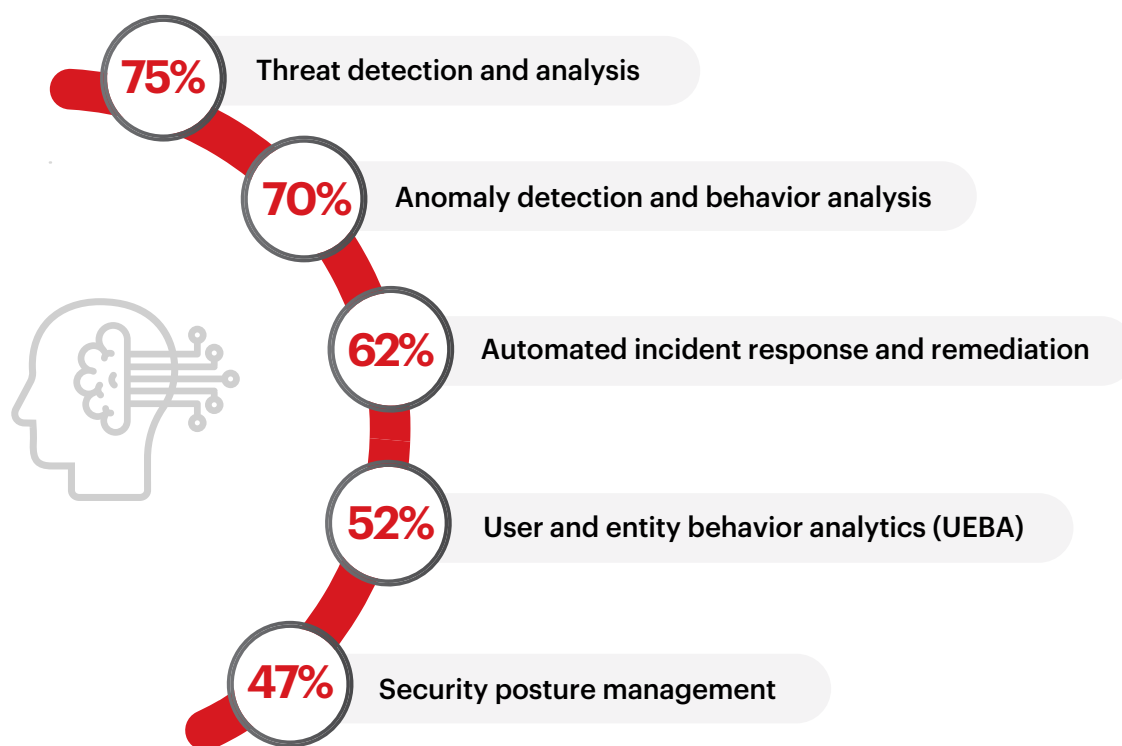 75% Threat detection and analysis
70% Anomaly detection and behavior analysis
62% Automated incident response and remediation
52% User and entity behavior analytics (UEBA)
47% Security posture management